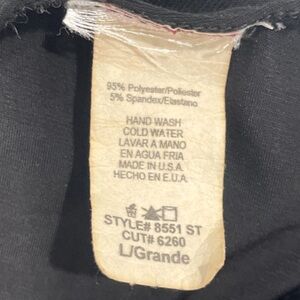 95% Polyester/Poliester
5% Spandex/Elastano
HAND WASH
COLD WATER
LAVAR A MANO
EN AGUA FRIA
MADE IN U.S.A.
HECHO EN E.U.A.
STYLE# 8551 ST
CUT# 6260
L/Grande